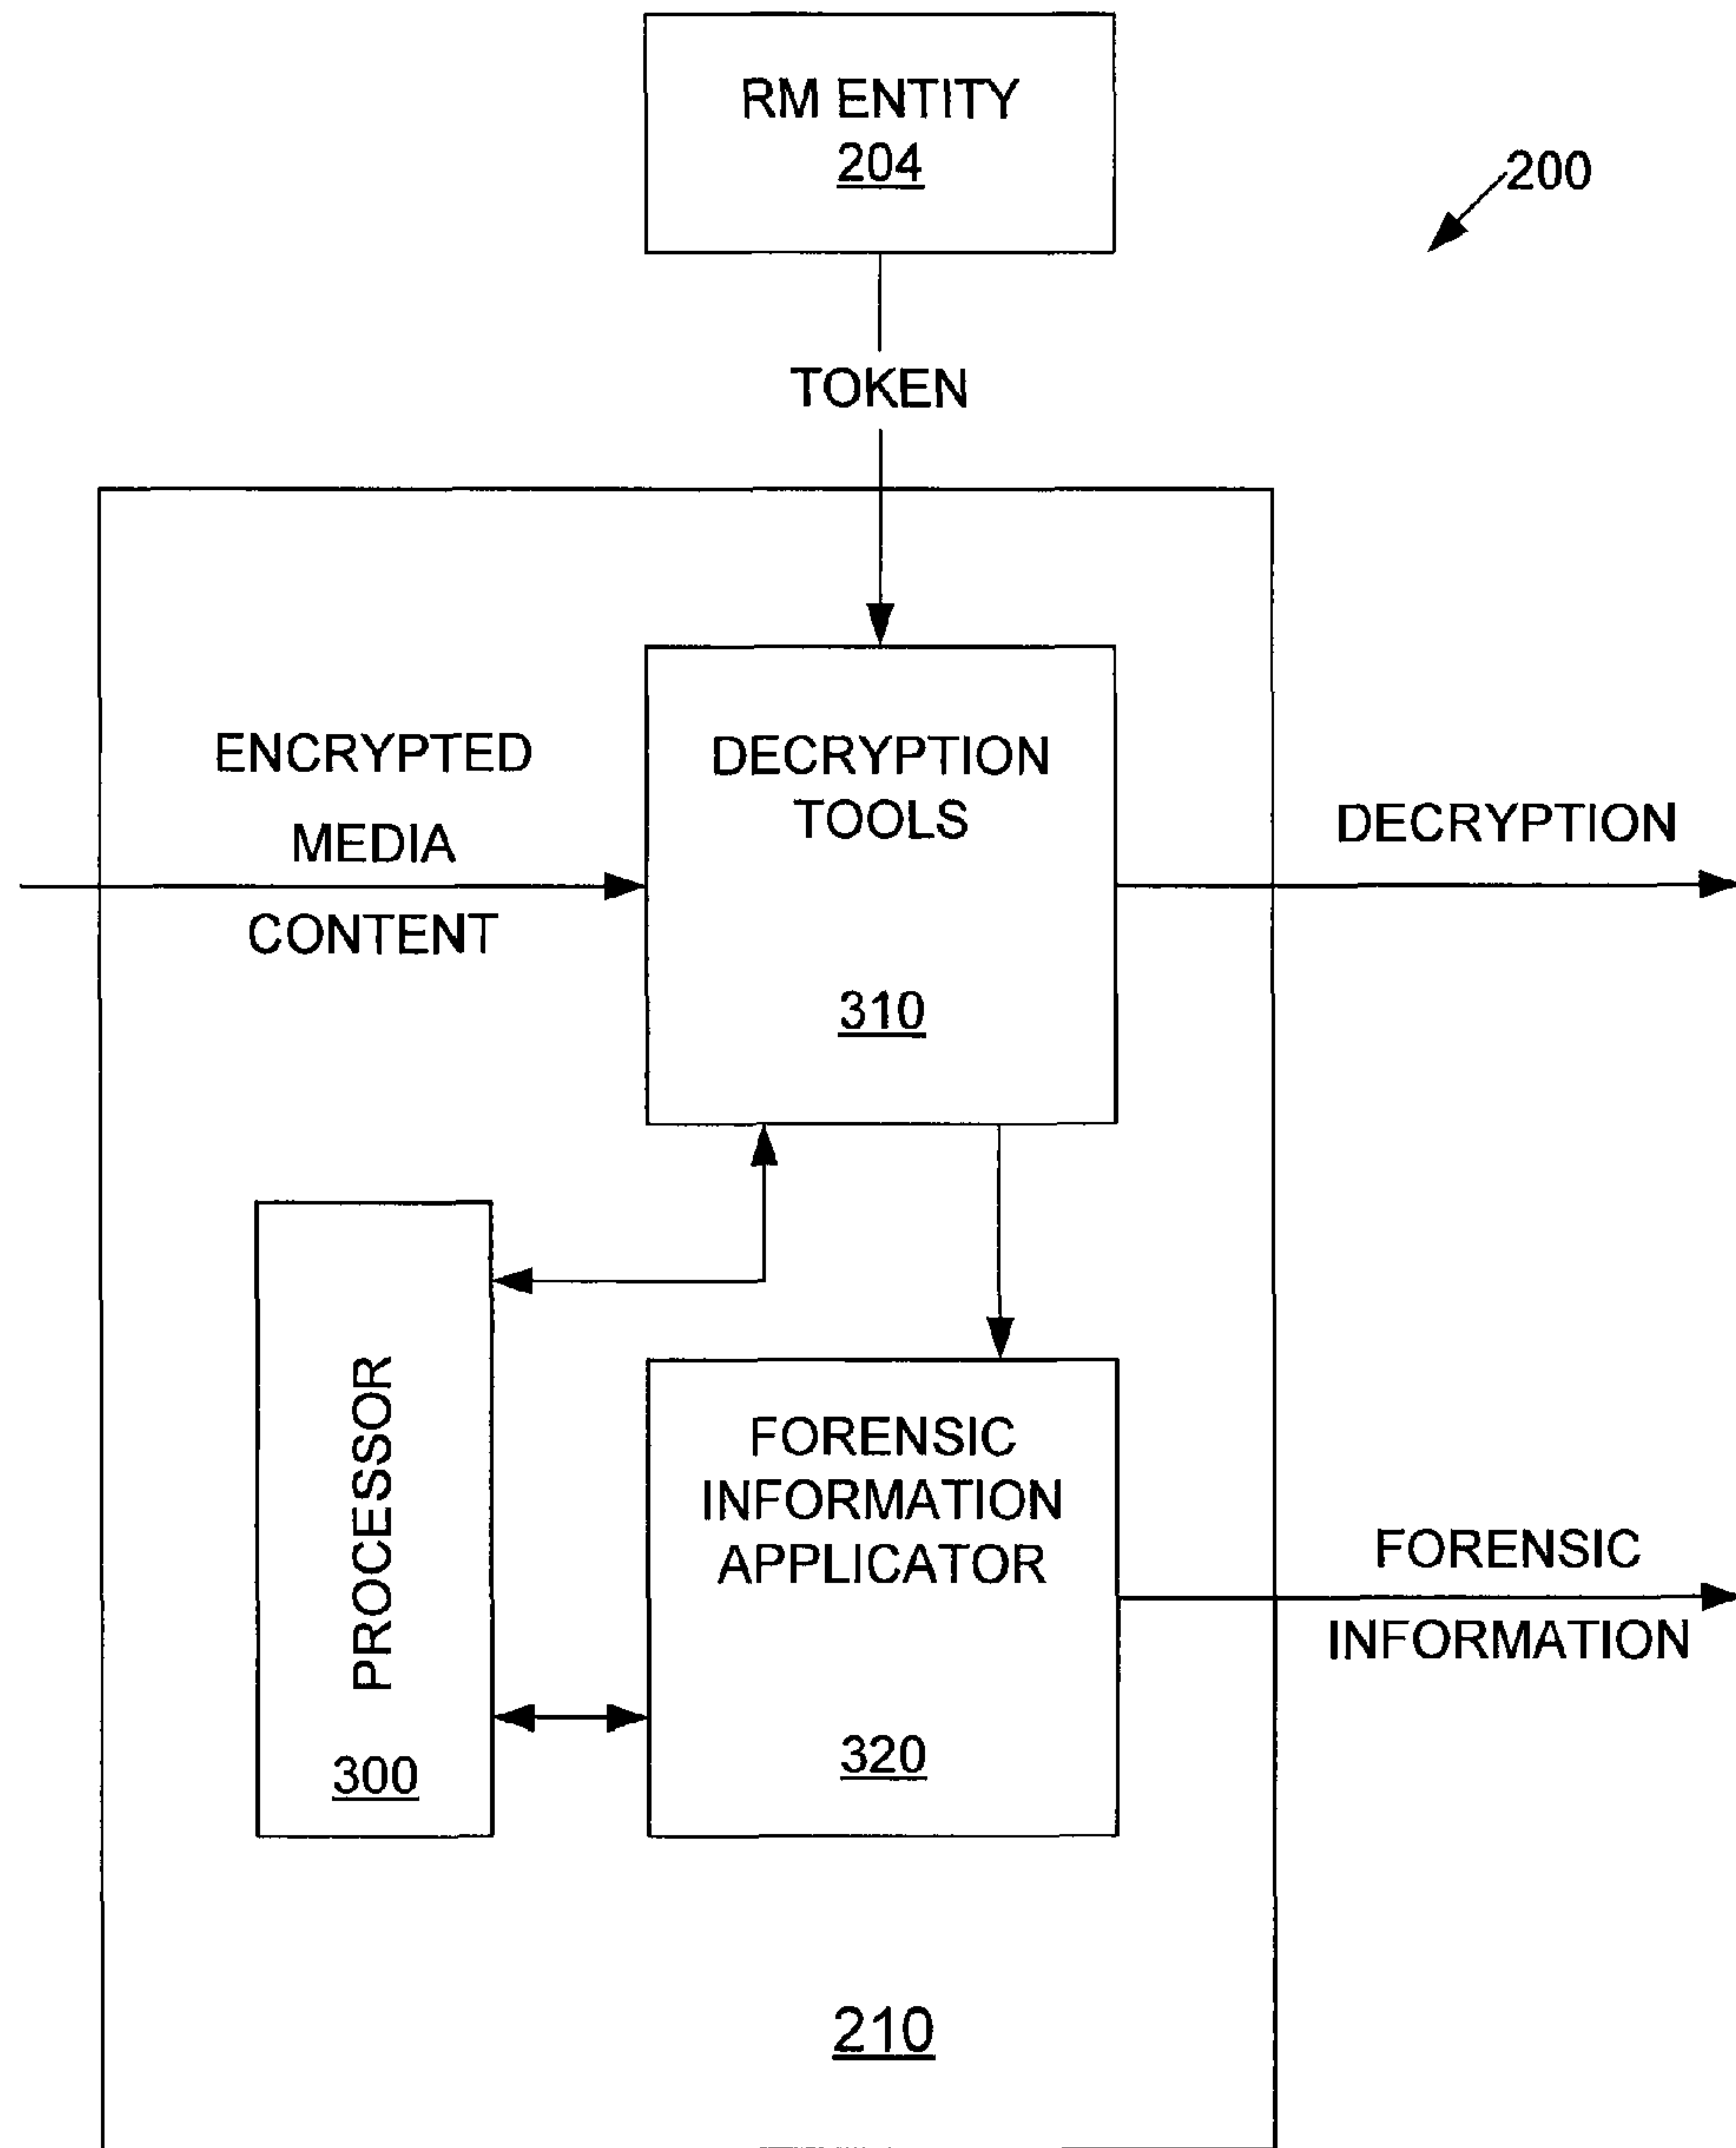 RM ENTITY
204
200
TOKEN
ENCRYPTED
MEDIA
CONTENT
DECRYPTION
TOOLS
310
DECRYPTION
PROCESSOR
300
FORENSIC
INFORMATION
APPLICATOR
320
FORENSIC
INFORMATION
210